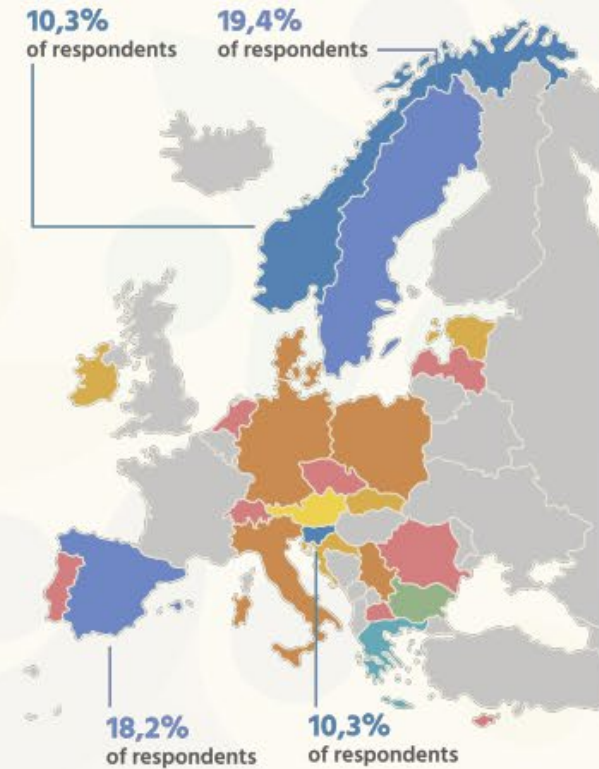 10,3%
of respondents
19,4%
of respondents
18,2%
of respondents
10,3%
of respondents